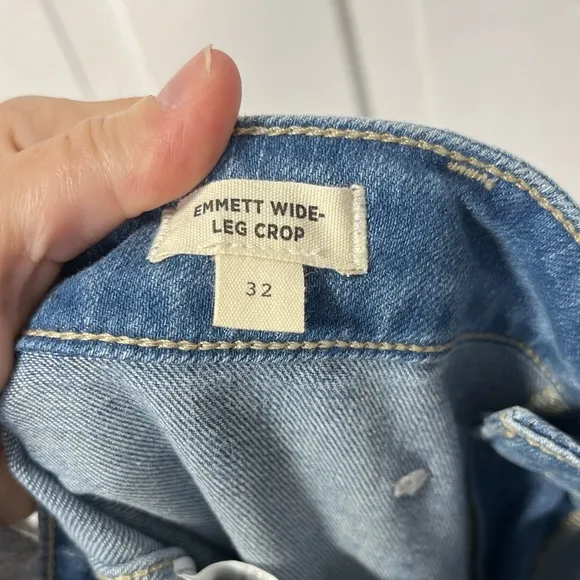 EMMETT WIDE-
LEG CROP
32